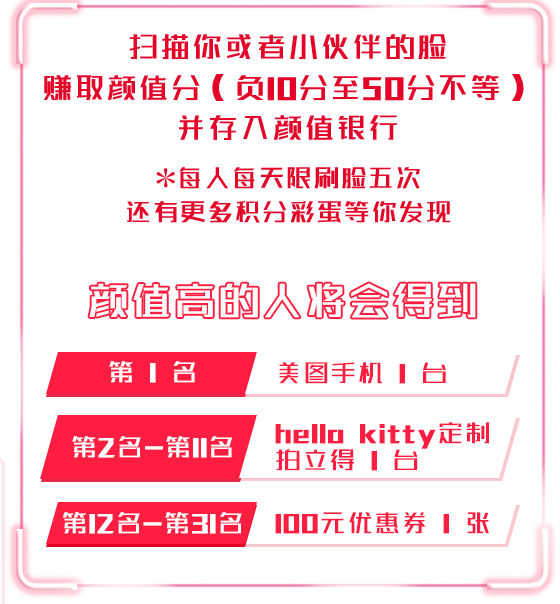 扫描你或者小伙伴的脸
赚取颜值分(负10分至50分不等)
并存入颜值银行
*每人每天限刷脸五次
还有更多积分彩蛋等你发现
颜值高的人将会得到
第 1 名
美图手机 1 台
第2名-第11名
hello kitty定制
拍立得 1 台
第12名-第31名
100元优惠券 1 张